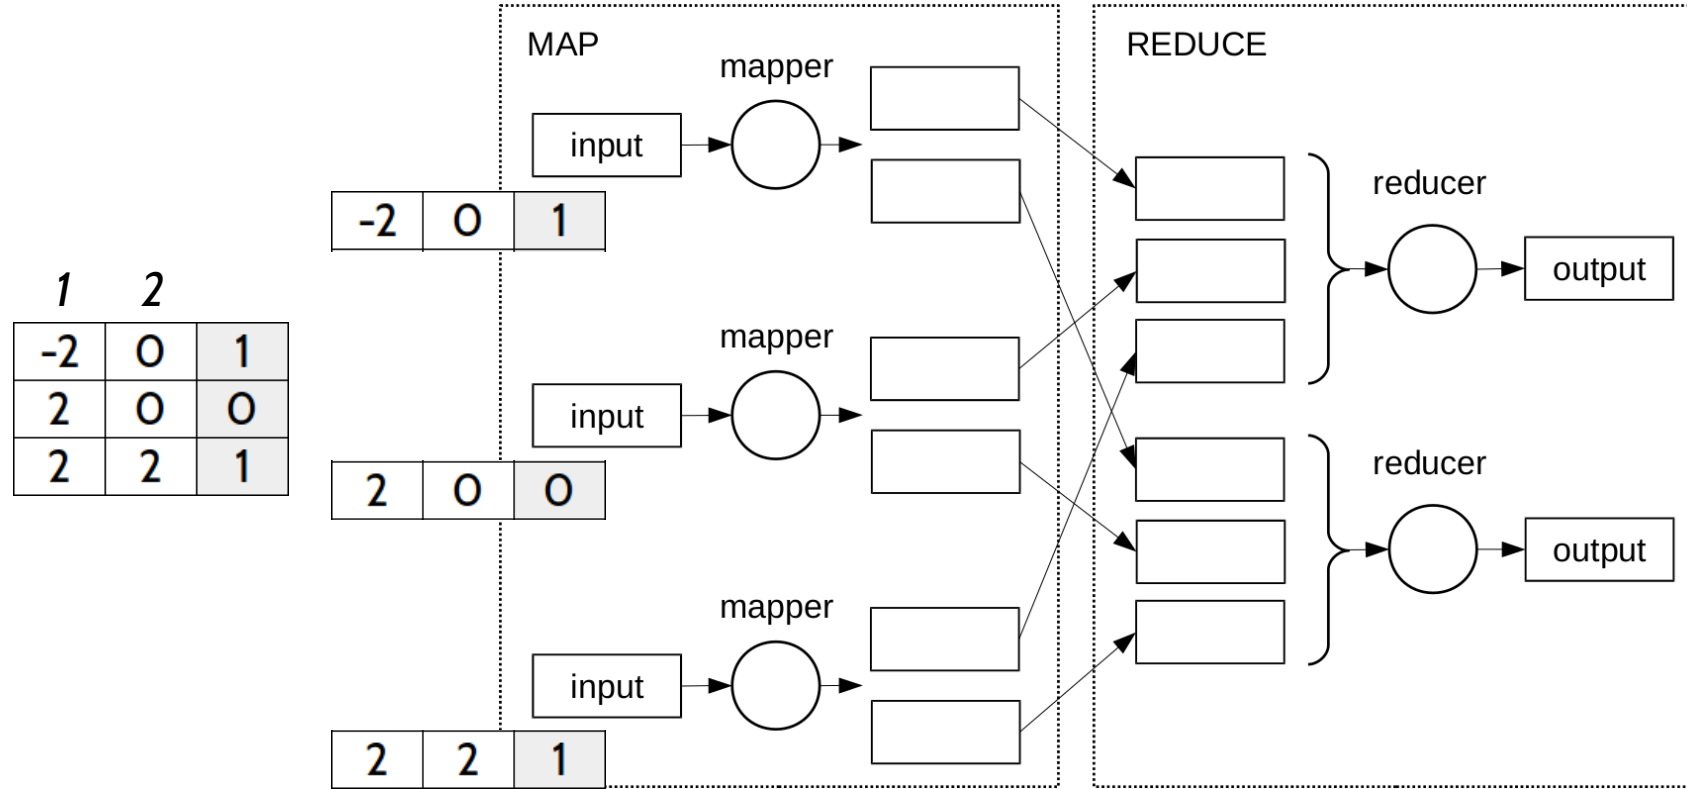 MAP
mapper
input
-2 0 1
mapper
input
2 0 0
mapper
input
2 2 1
1 2
-2 0 1
2 0 0
2 2 1
REDUCE
reducer
output
reducer
output